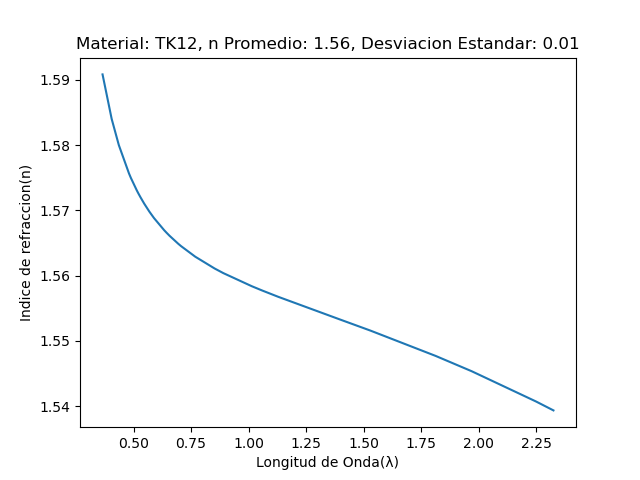 Material: TK12, n Promedio: 1.56, Desviacion Estandar: 0.01
1.59
1.58
1.57
1.56
1.55
1.54
Indice de refraccion(n)
0.50 0.75 1.00 1.25 1.50 1.75 2.00 2.25
Longitud de Onda(λ)